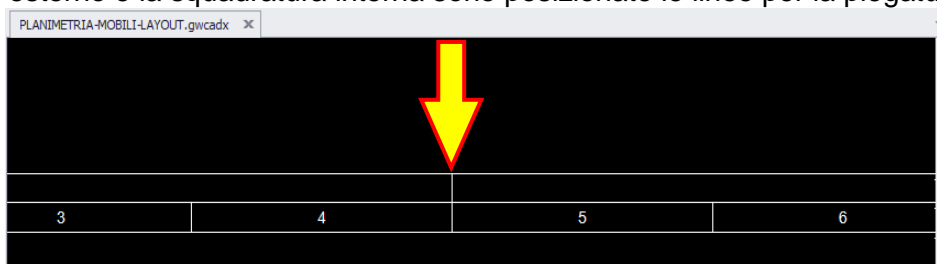 esterno e la squadratura interna sono posizionate le linee per la piegatu
PLANIMETRIA-MOBILI-LAYOUT.gwcadx
3 4 5 6